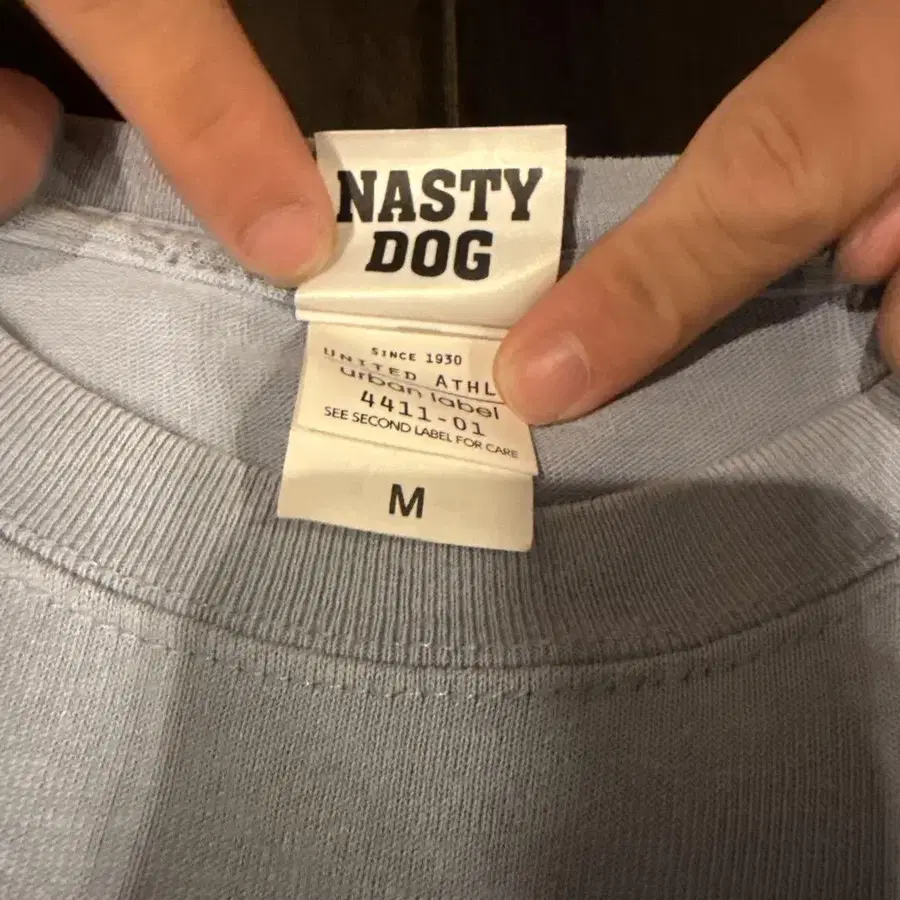 NASTY
DOG
SINCE 1930
UNITED ATHL
urban label
4411-01
SEE SECOND LABEL FOR CARE
M